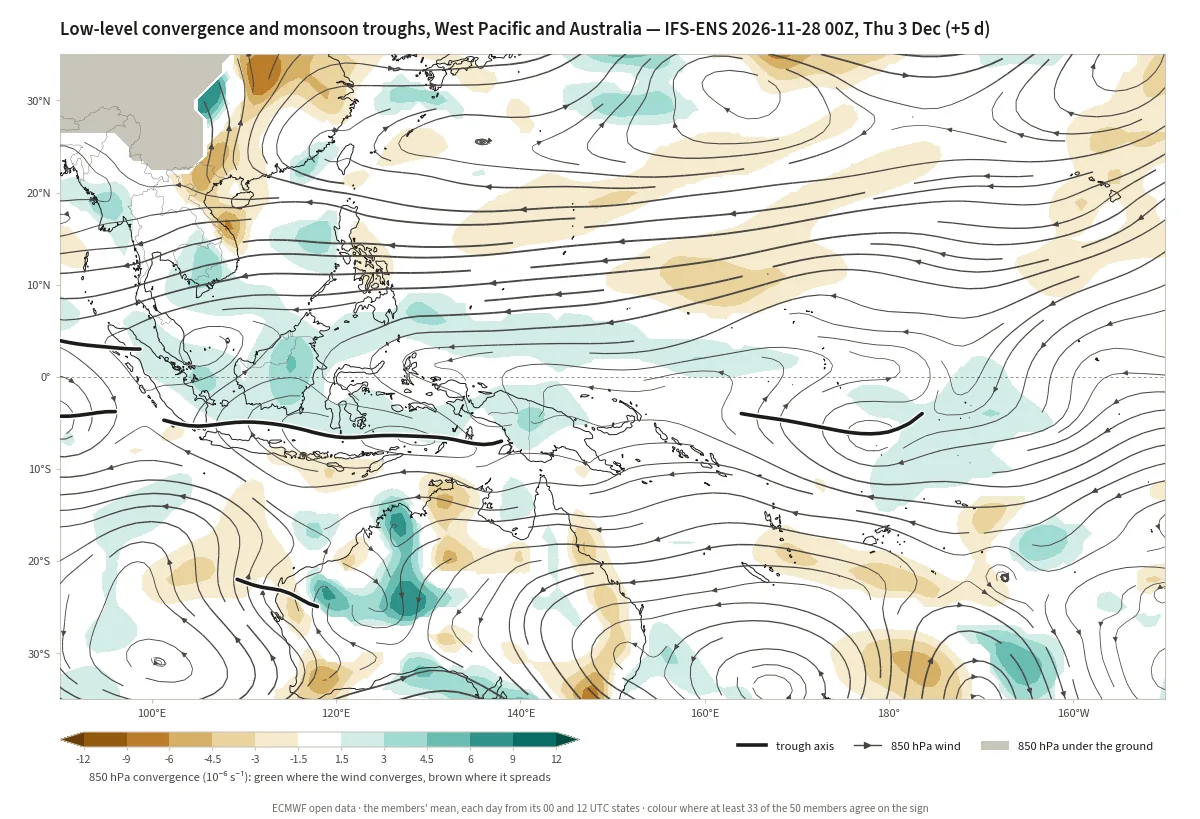 Low-level convergence and monsoon troughs, West Pacific and Australia — IFS-ENS 2026-11-28 00Z, Thu 3 Dec (+5 d)
30°N
20°N
10°N
0°
10°S
20°S
30°S
100°E 120°E 140°E 160°E 180° 160°W
-12 -9 -6 -4.5 -3 -1.5 1.5 3 4.5 6 9 12
850 hPa convergence (10⁻⁶ s⁻¹): green where the wind converges, brown where it spreads
trough axis 850 hPa wind 850 hPa under the ground
ECMWF open data · the members' mean, each day from its 00 and 12 UTC states · colour where at least 33 of the 50 members agree on the sign